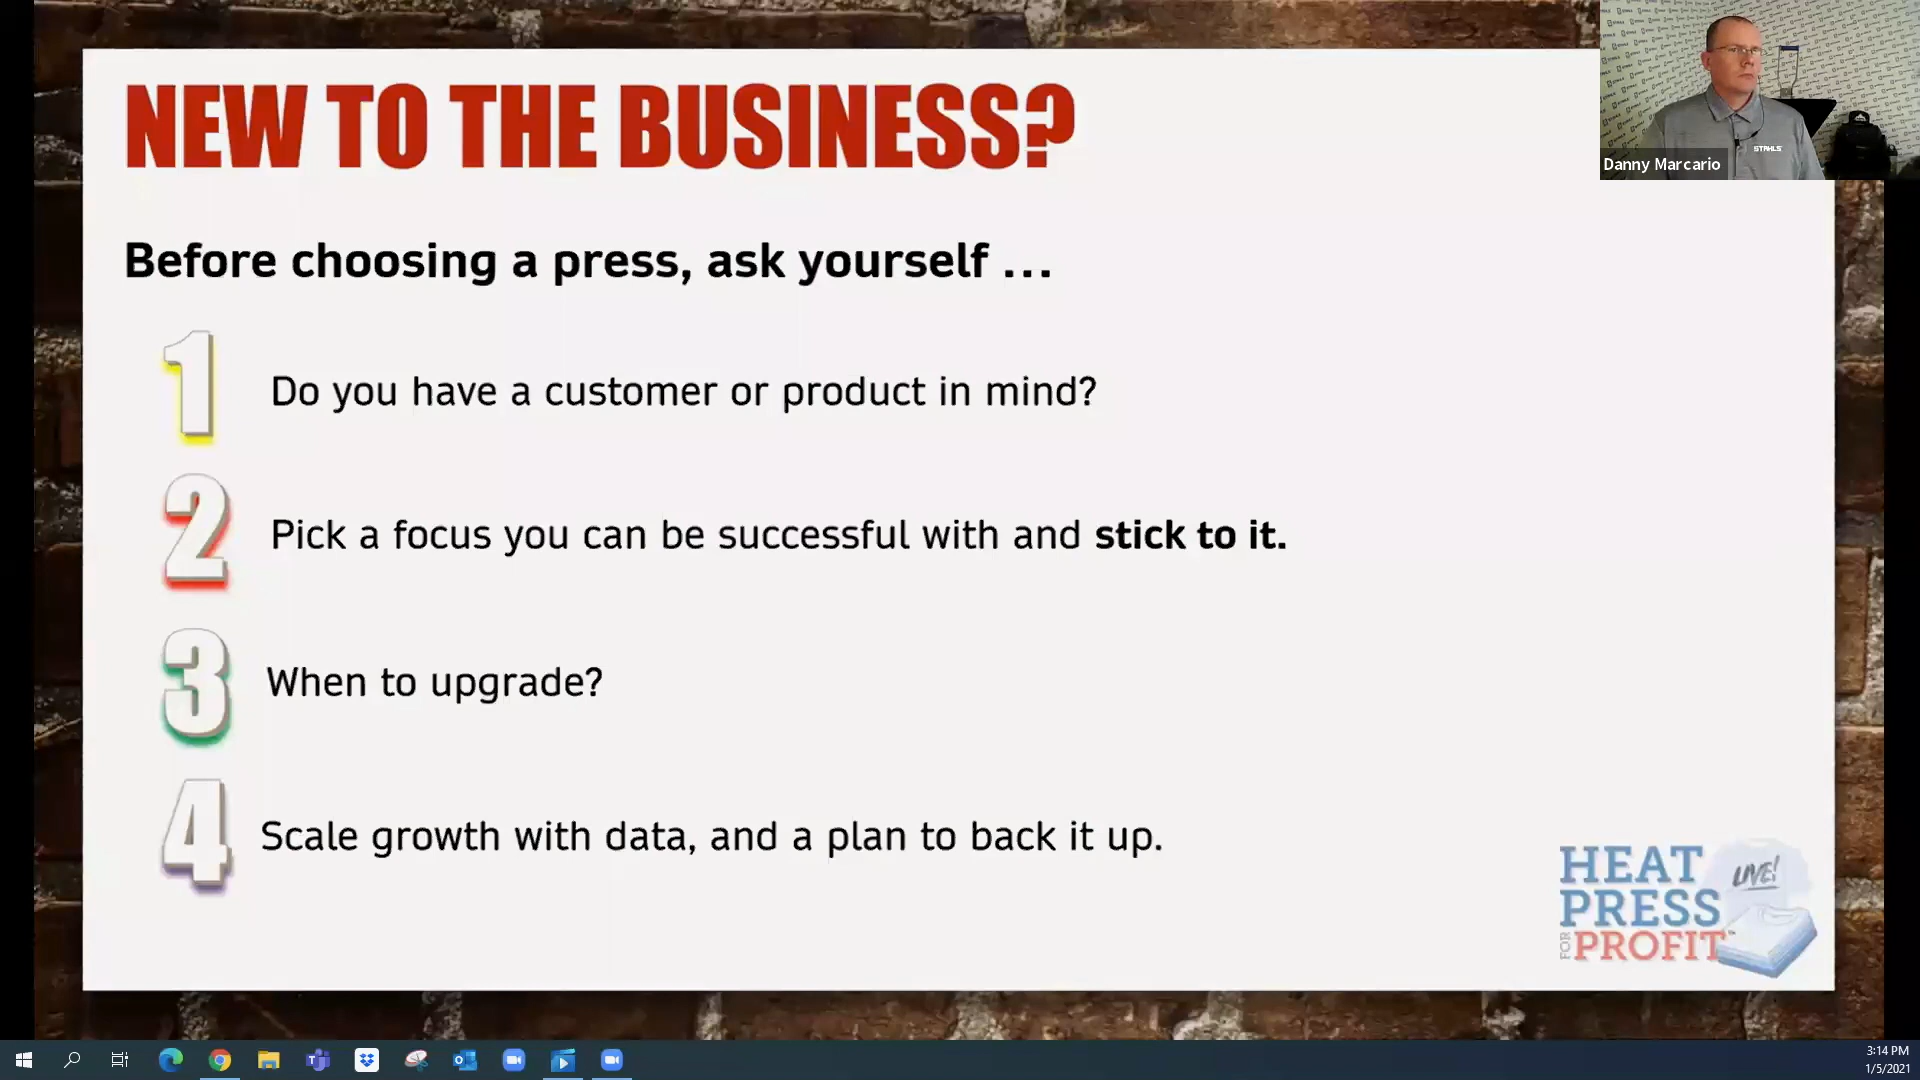 NEW TO THE BUSINESS?
Before choosing a press, ask yourself ...
1
Do you have a customer or product in mind?
2
Pick a focus you can be successful with and stick to it.
3
When to upgrade?
4
Scale growth with data, and a plan to back it up.
STAHLS'
Danny Marcario
HEAT
LIVE!
PRESS
FOR PROFIT™
3:14 PM
1/5/2021